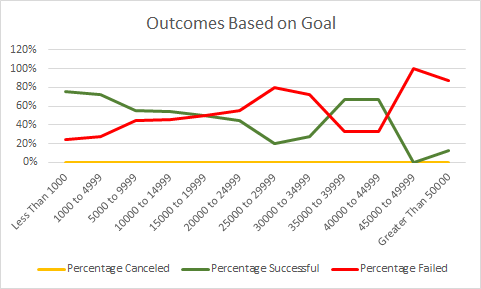 Outcomes Based on Goal
120%
100%
80%
60%
40%
20%
0%
Less Than 1000
1000 to 4999
5000 to 9999
10000 to 14999
15000 to 19999
20000 to 24999
25000 to 29999
30000 to 34999
35000 to 39999
40000 to 44999
45000 to 49999
Greater Than 50000
Percentage Canceled
Percentage Successful
Percentage Failed